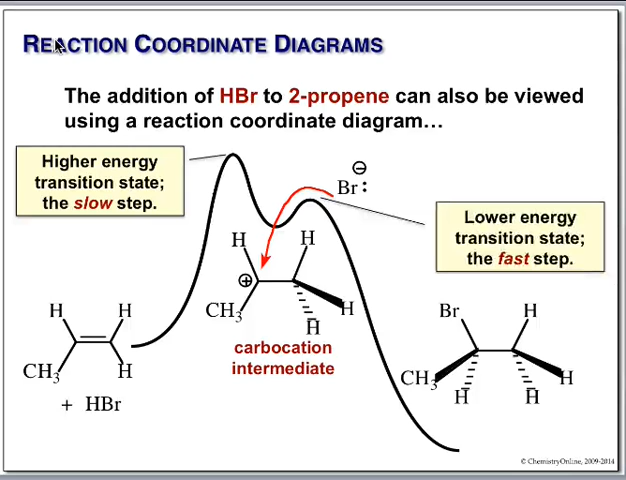 REACTION COORDINATE DIAGRAMS
The addition of HBr to 2-propene can also be viewed
using a reaction coordinate diagram…
Higher energy
transition state;
the slow step.
⊖
Br:
Lower energy
transition state;
the fast step.
H H
⊕
CH3 H
H
carbocation
intermediate
H H
CH3 H
+ HBr
Br H
CH3 H
H H
© ChemistryOnline, 2009-2014